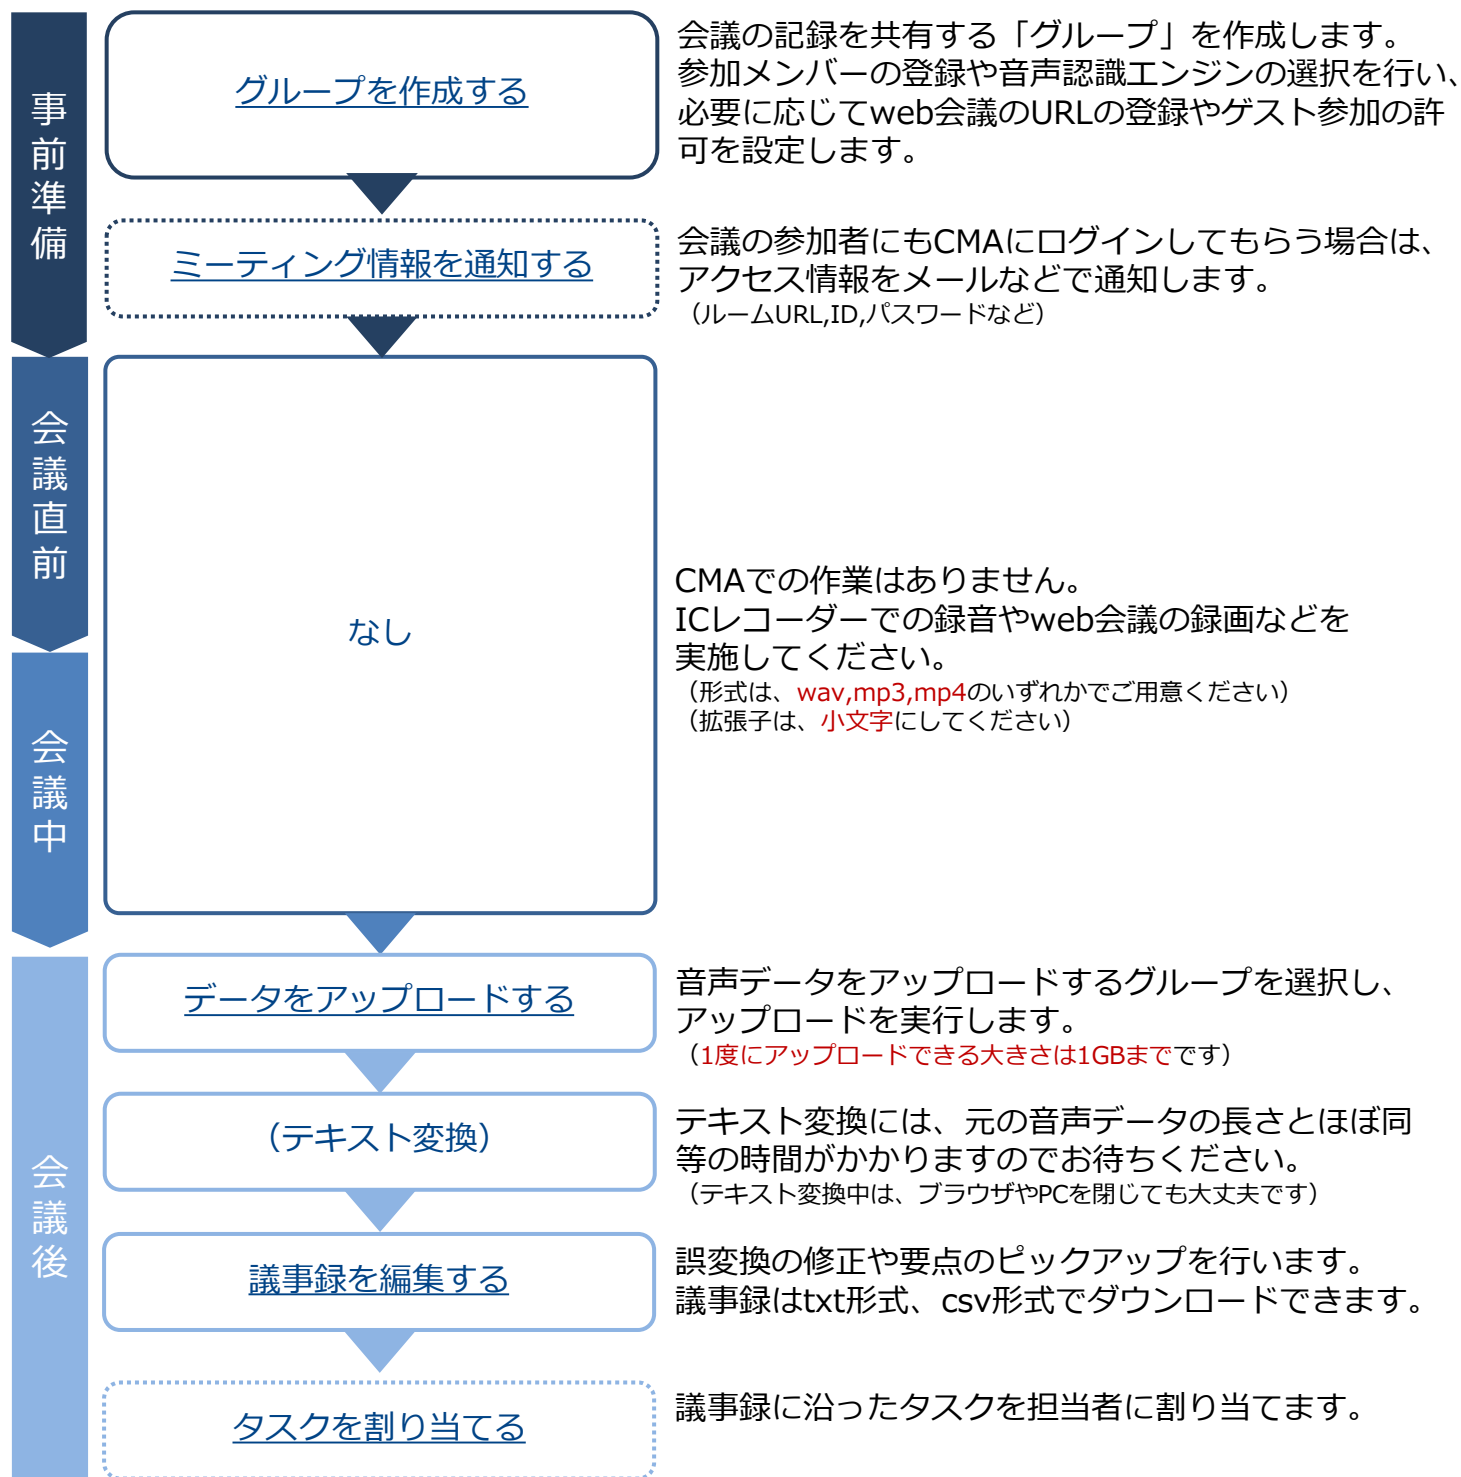 事前準備
グループを作成する
会議の記録を共有する「グループ」を作成します。
参加メンバーの登録や音声認識エンジンの選択を行い、
必要に応じてweb会議のURLの登録やゲスト参加の許
可を設定します。
ミーティング情報を通知する
会議の参加者にもCMAにログインしてもらう場合は、
アクセス情報をメールなどで通知します。
（ルームURL,ID,パスワードなど）
会議直前
会議中
なし
CMAでの作業はありません。
ICレコーダーでの録音やweb会議の録画などを
実施してください。
（形式は、wav,mp3,mp4のいずれかでご用意ください）
（拡張子は、小文字にしてください）
会議後
データをアップロードする
音声データをアップロードするグループを選択し、
アップロードを実行します。
（1度にアップロードできる大きさは1GBまでです）
（テキスト変換）
テキスト変換には、元の音声データの長さとほぼ同
等の時間がかかりますのでお待ちください。
（テキスト変換中は、ブラウザやPCを閉じても大丈夫です）
議事録を編集する
誤変換の修正や要点のピックアップを行います。
議事録はtxt形式、csv形式でダウンロードできます。
タスクを割り当てる
議事録に沿ったタスクを担当者に割り当てます。